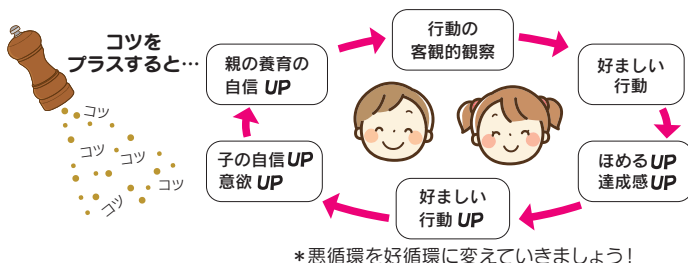 コツを
プラスすると…
コツ
コツ
コツ
コツ
コツ
親の養育の
自信 UP
行動の
客観的観察
好ましい
行動
ほめるUP
達成感UP
好ましい
行動 UP
子の自信UP
意欲 UP
*悪循環を好循環に変えていきましょう!